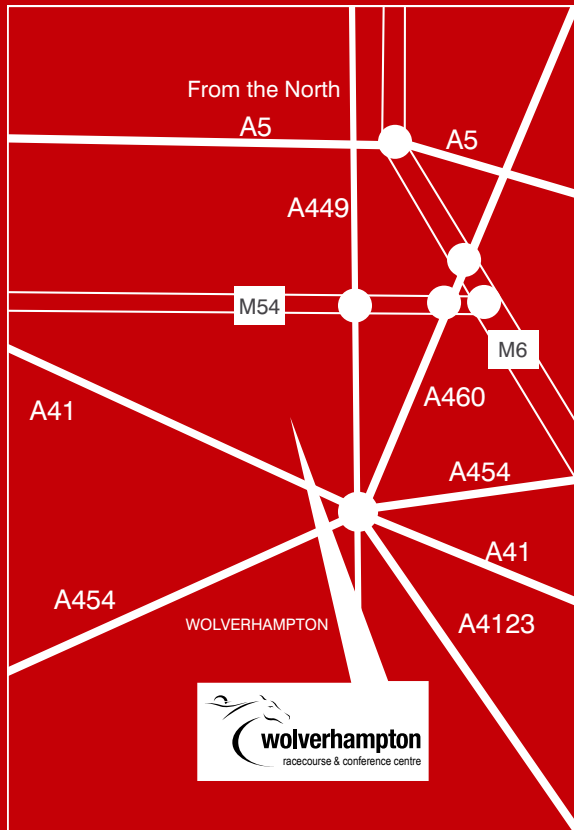 From the North
A5
A5
A449
M54
M6
A460
A41
A454
A41
A454
WOLVERHAMPTON
A4123
wolverhampton
racecourse & conference centre